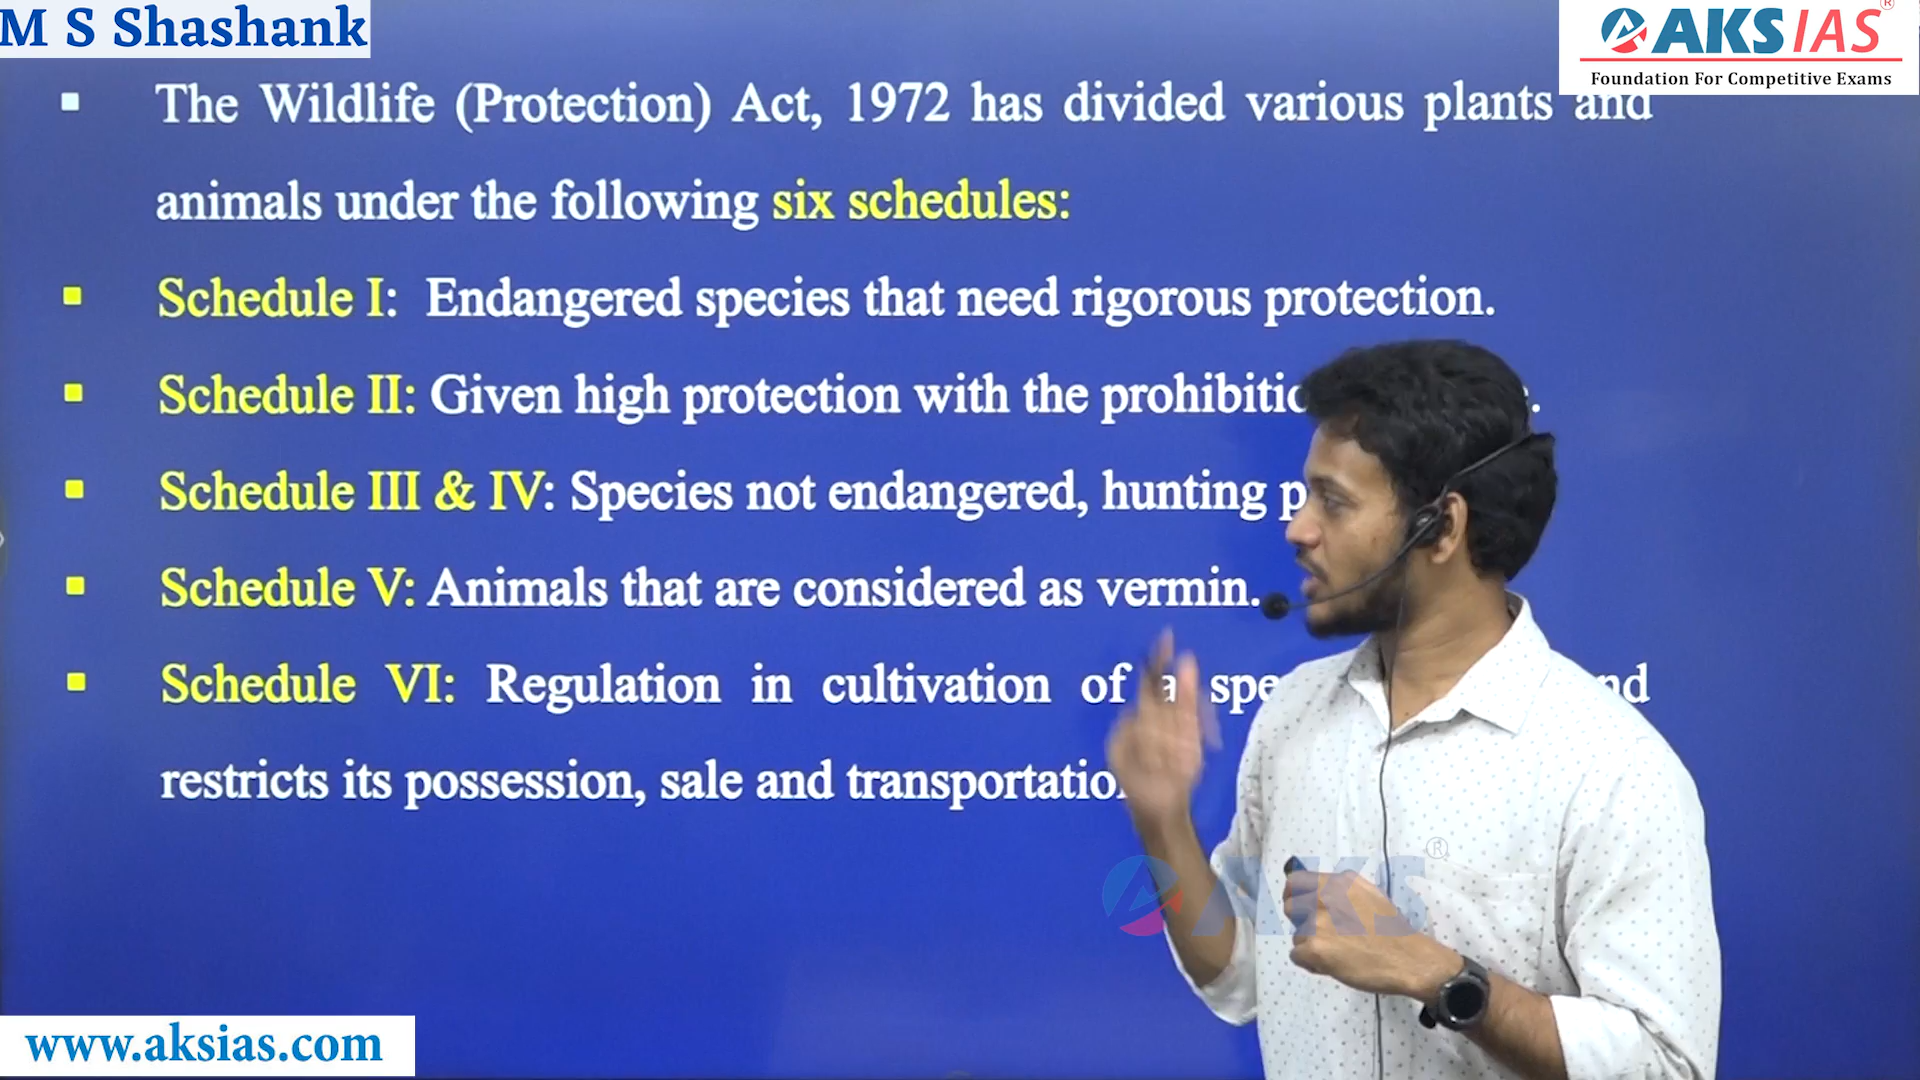 M S Shashank
AKS IAS ®
Foundation For Competitive Exams
▪ The Wildlife (Protection) Act, 1972 has divided various plants and
animals under the following six schedules:
▪ Schedule I: Endangered species that need rigorous protection.
▪ Schedule II: Given high protection with the
▪ Schedule III & IV: Species not endangered, hunting
▪ Schedule V: Animals that are considered as vermin.
▪ Schedule VI: Regulation in cultivation of a
restricts its possession, sale and
AKS ®
www.aksias.com